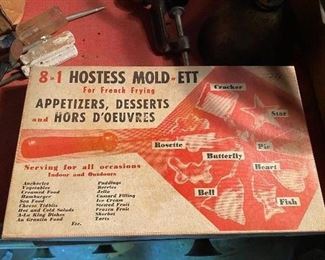 8-1 HOSTESS MOLD-ETT
For French Frying
APPETIZERS, DESSERTS
and HORS D'OEUVRES
Cracker
Star
Rosette
Pie
Butterfly
Heart
Bell
Fish
Serving for all occasions
Indoor and Outdoors
Anchovies
Vegetables
Creamed Food
Hamburger
Sea Food
Cheese Tidbits
Hot and Cold Salads
A-La King Dishes
Au Grautin Food
Puddings
Berries
Jello
Custard Filling
Ice Cream
Stewed Fruit
Frozen Fruit
Sherbet
Tarts
Etc.